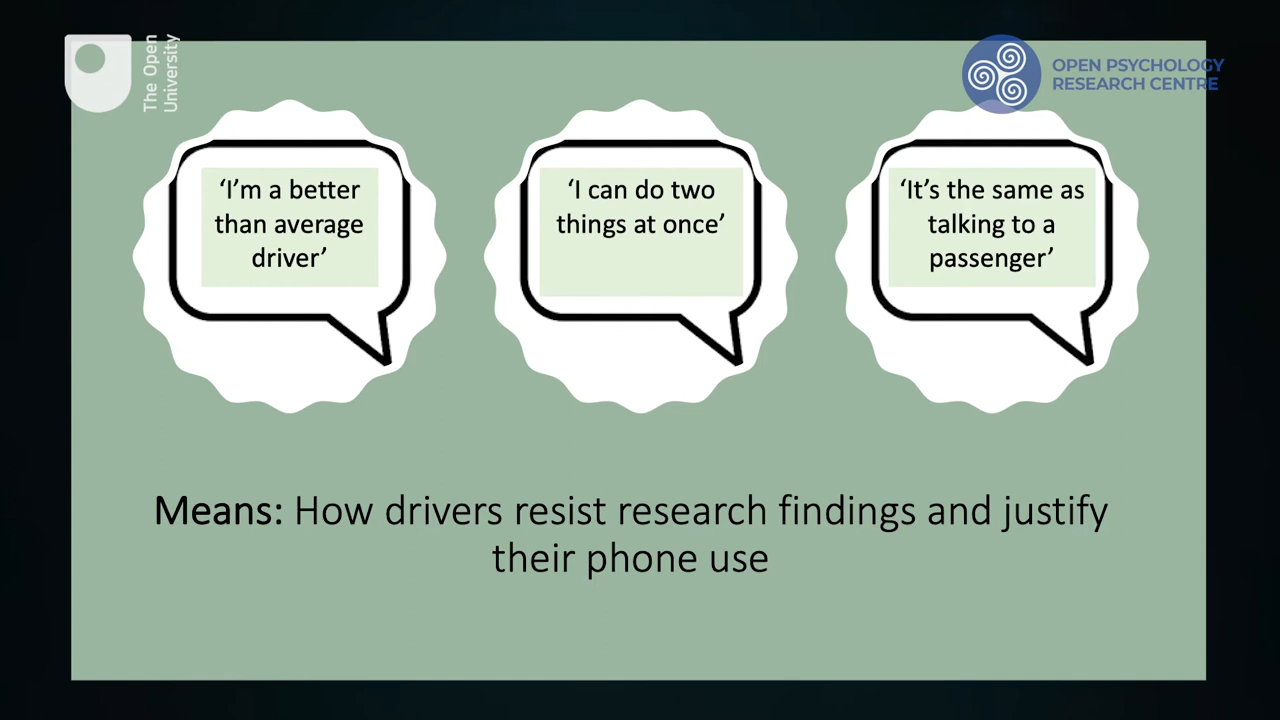 The Open
University
OPEN PSYCHOLOGY
RESEARCH CENTRE
‘I’m a better
than average
driver’
‘I can do two
things at once’
‘It’s the same as
talking to a
passenger’
Means: How drivers resist research findings and justify
their phone use